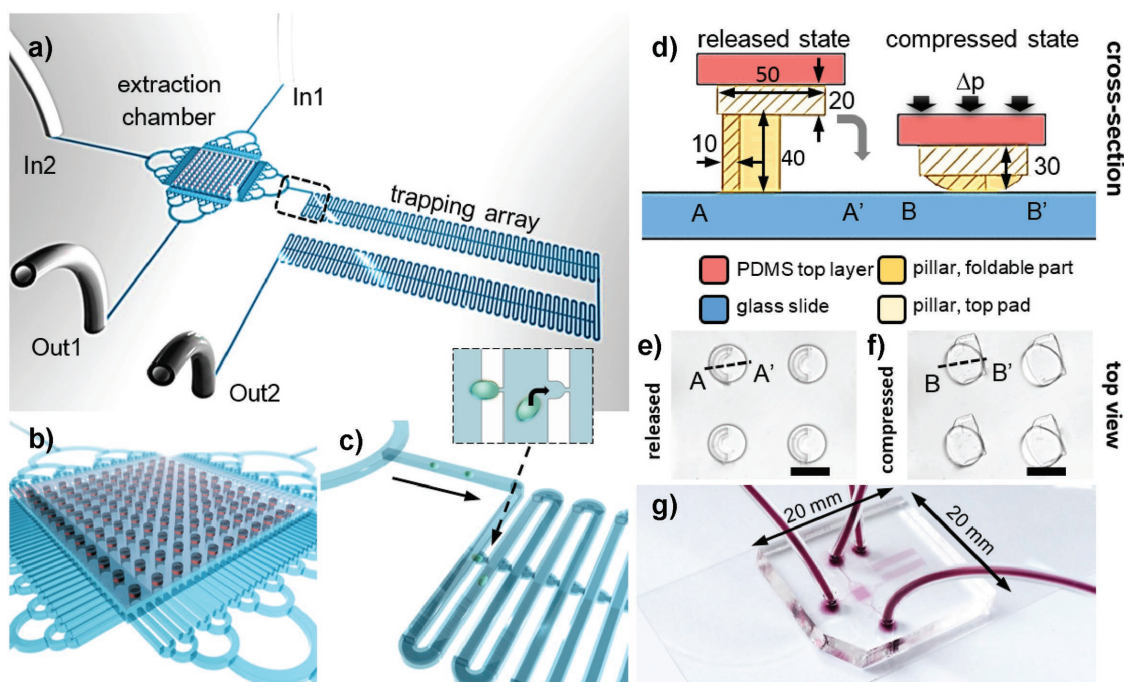 a)
extraction
chamber
In1
In2
trapping array
Out1
Out2
b)
c)
d)
released state
compressed state
50
20
10
40
Δp
30
A
A'
B
B'
cross-section
PDMS top layer
pillar, foldable part
glass slide
pillar, top pad
e)
A
A'
released
f)
B
B'
compressed
top view
g)
20 mm
20 mm